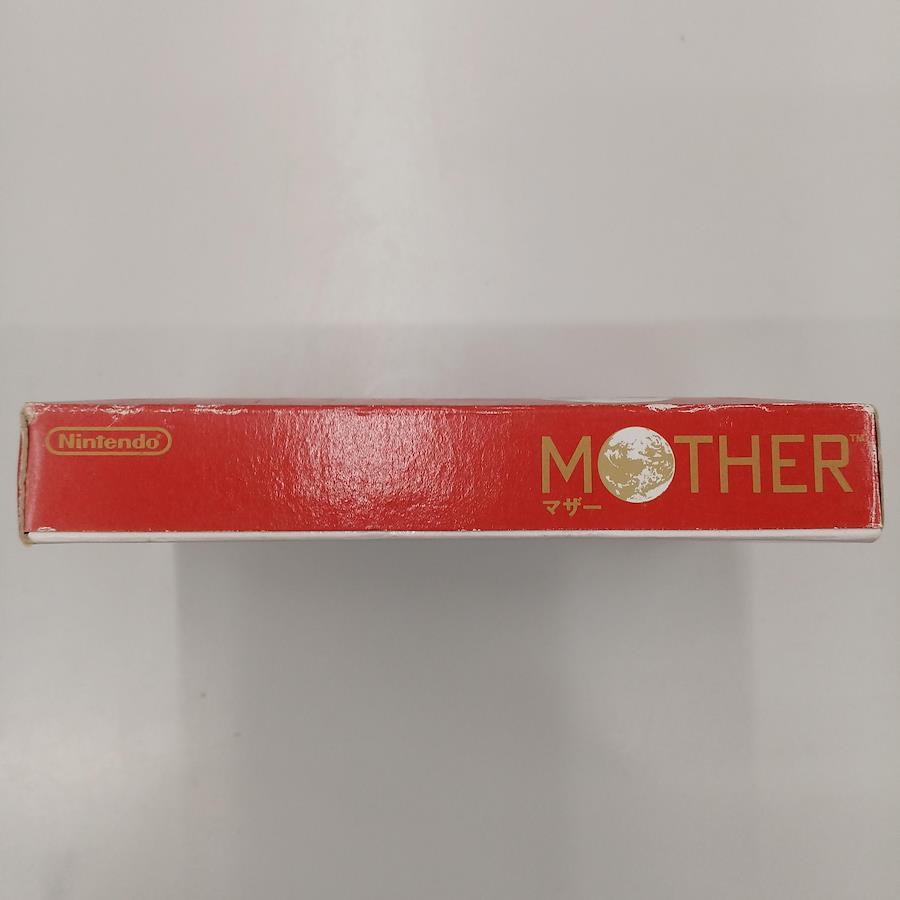 Nintendo®
MOTHER™
マザー